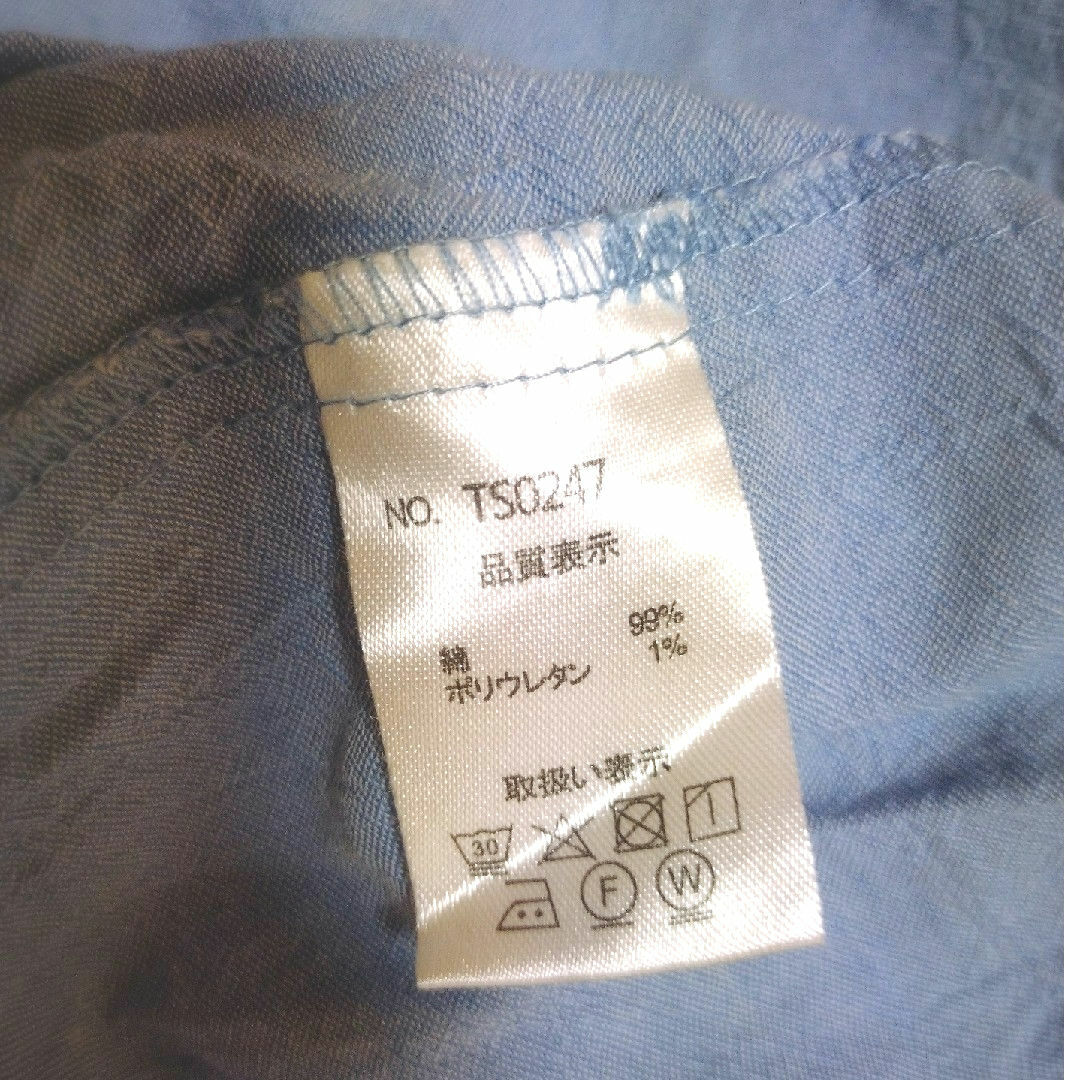 NO. TS0247
品質表示
綿 99%
ポリウレタン 1%
取扱い表示
30
F W